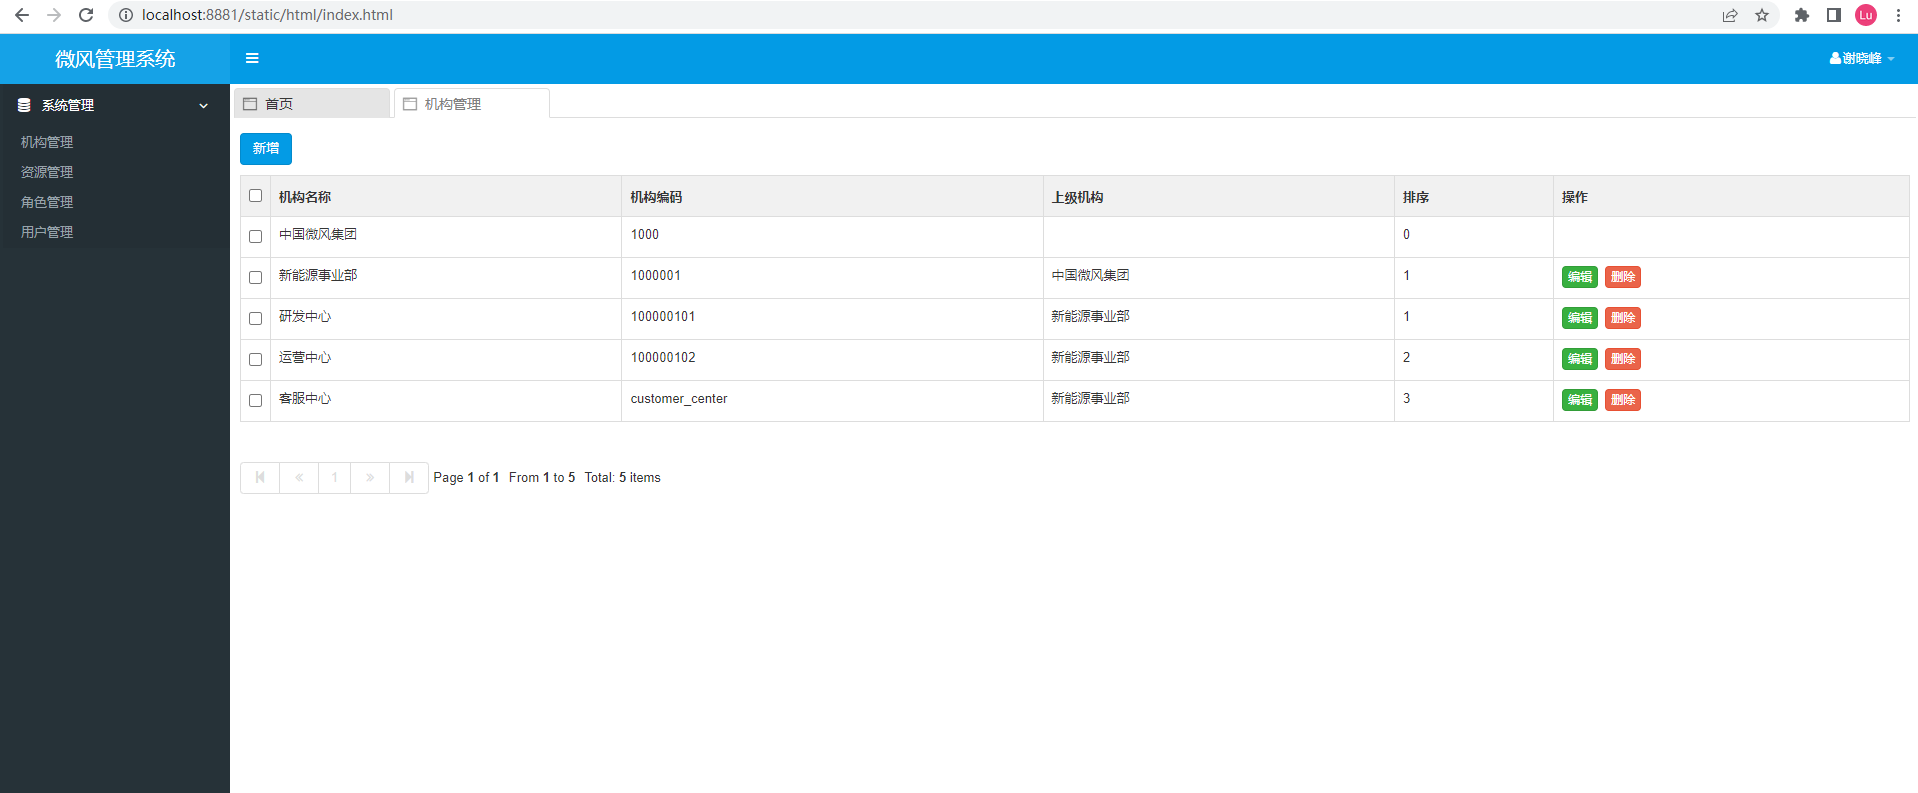 localhost:8881/static/html/index.html
Lu
微风管理系统
谢晓峰
系统管理
机构管理
资源管理
角色管理
用户管理
首页
机构管理
新增
机构名称 机构编码 上级机构 排序 操作
中国微风集团 1000 0
新能源事业部 1000001 中国微风集团 1 编辑 删除
研发中心 100000101 新能源事业部 1 编辑 删除
运营中心 100000102 新能源事业部 2 编辑 删除
客服中心 customer_center 新能源事业部 3 编辑 删除
1 Page 1 of 1 From 1 to 5 Total: 5 items